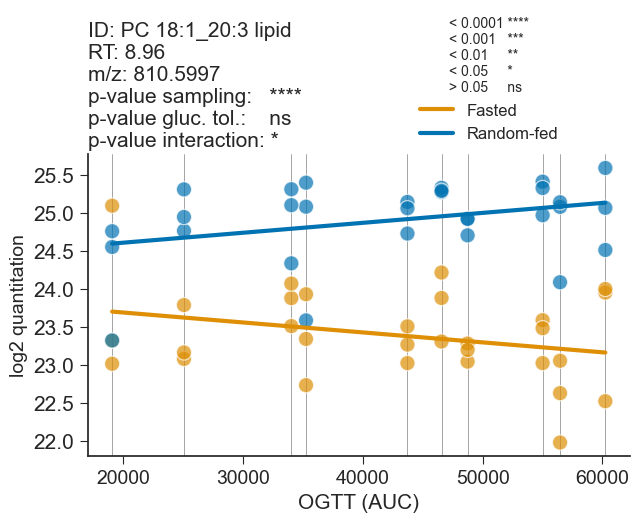 ID: PC 18:1_20:3 lipid
RT: 8.96
m/z: 810.5997
p-value sampling: ****
p-value gluc. tol.: ns
p-value interaction: *
< 0.0001 ****
< 0.001 ***
< 0.01 **
< 0.05 *
> 0.05 ns
Fasted
Random-fed
log2 quantitation
25.5
25.0
24.5
24.0
23.5
23.0
22.5
22.0
20000 30000 40000 50000 60000
OGTT (AUC)